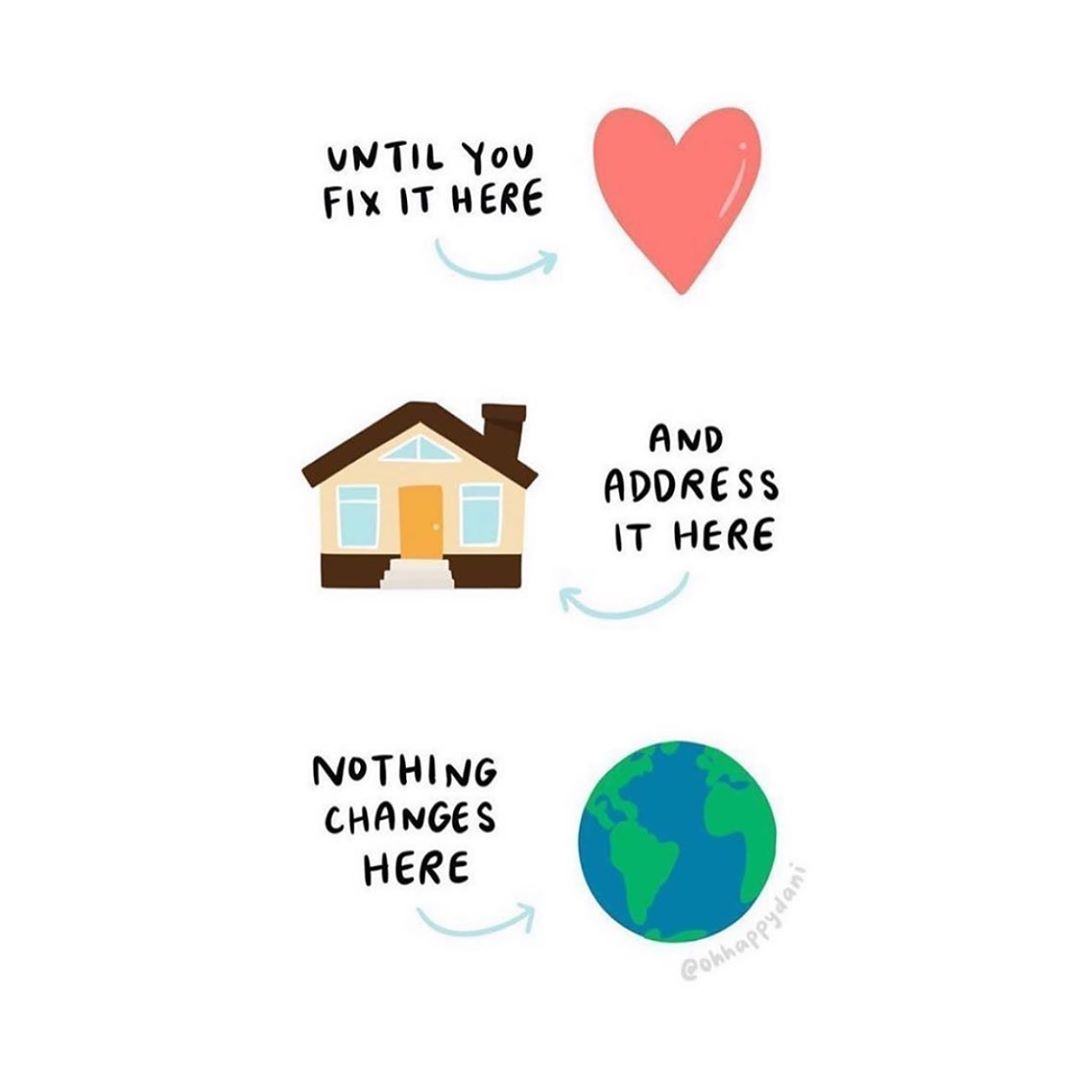 UNTIL YOU
FIX IT HERE
AND
ADDRESS
IT HERE
NOTHING
CHANGES
HERE
@ohhappydani